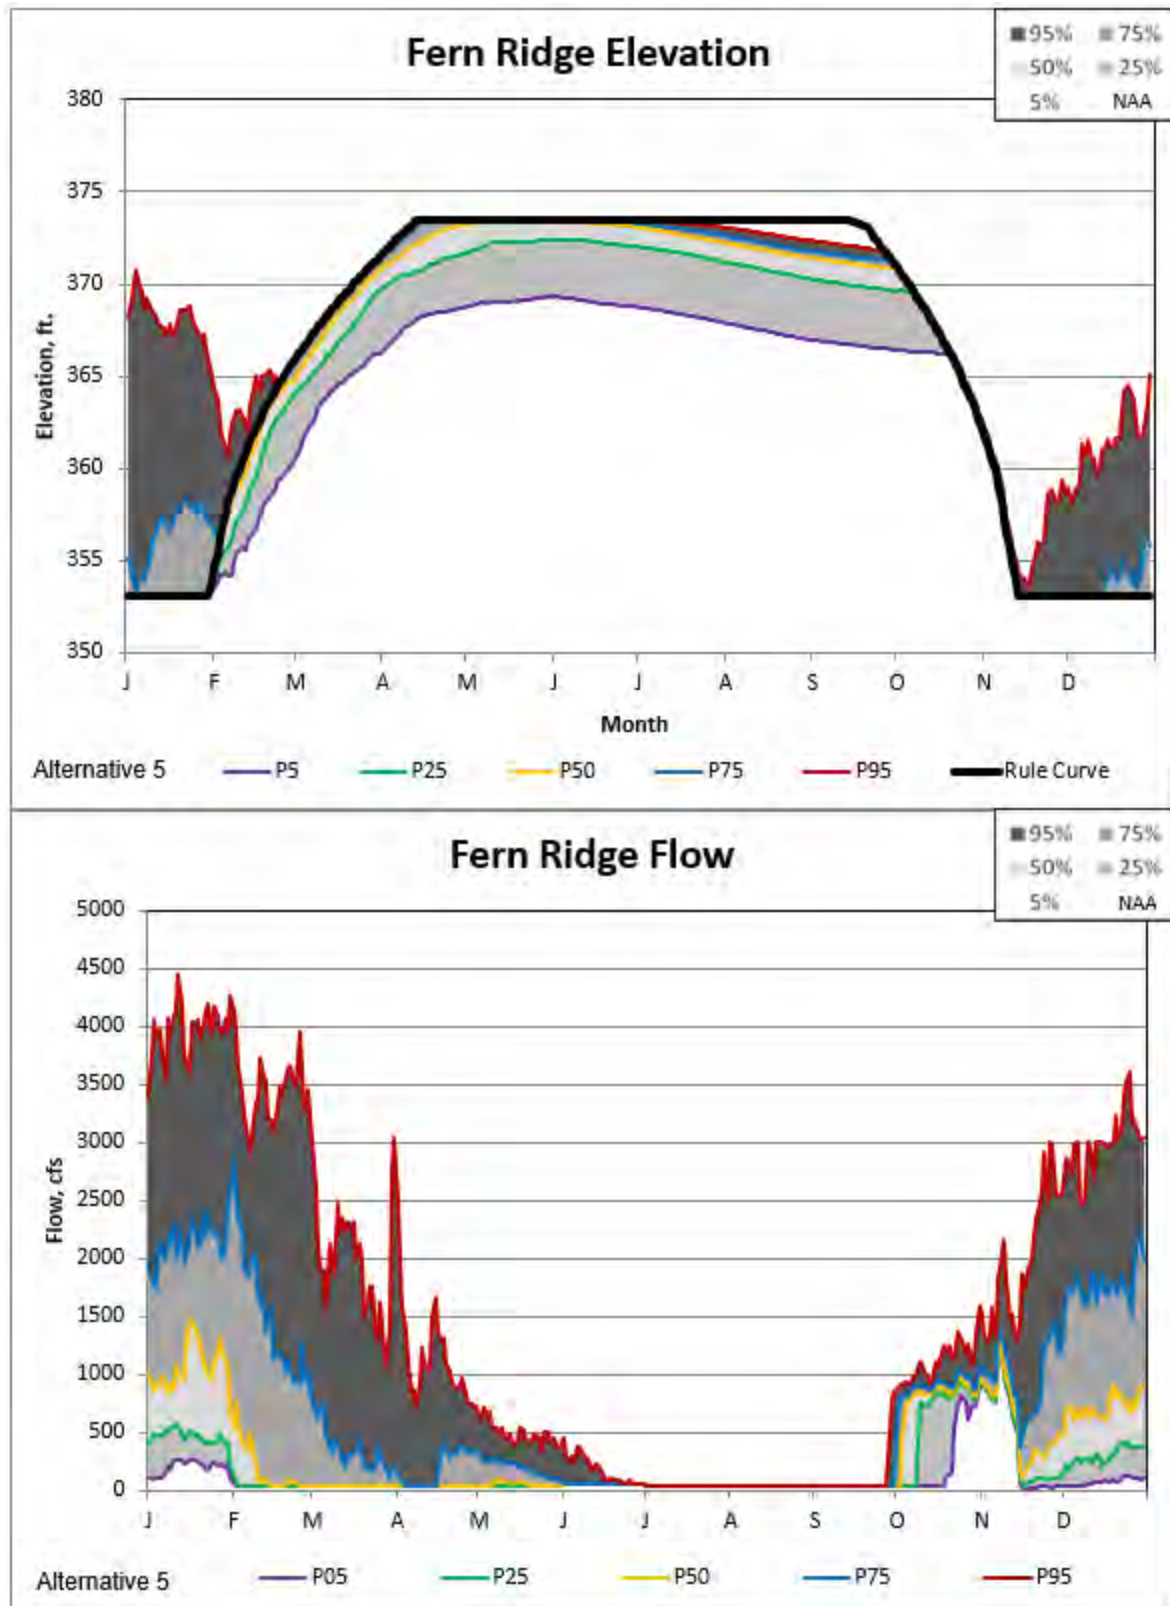 Fern Ridge Elevation
95% 75%
50% 25%
5% NAA
380
375
370
365
360
355
350
Elevation, ft.
J F M A M J J A S O N D
Month
Alternative 5 P5 P25 P50 P75 P95 Rule Curve
Fern Ridge Flow
95% 75%
50% 25%
5% NAA
5000
4500
4000
3500
3000
2500
2000
1500
1000
500
0
Flow, cfs
J F M A M J J A S O N D
Alternative 5 P05 P25 P50 P75 P95